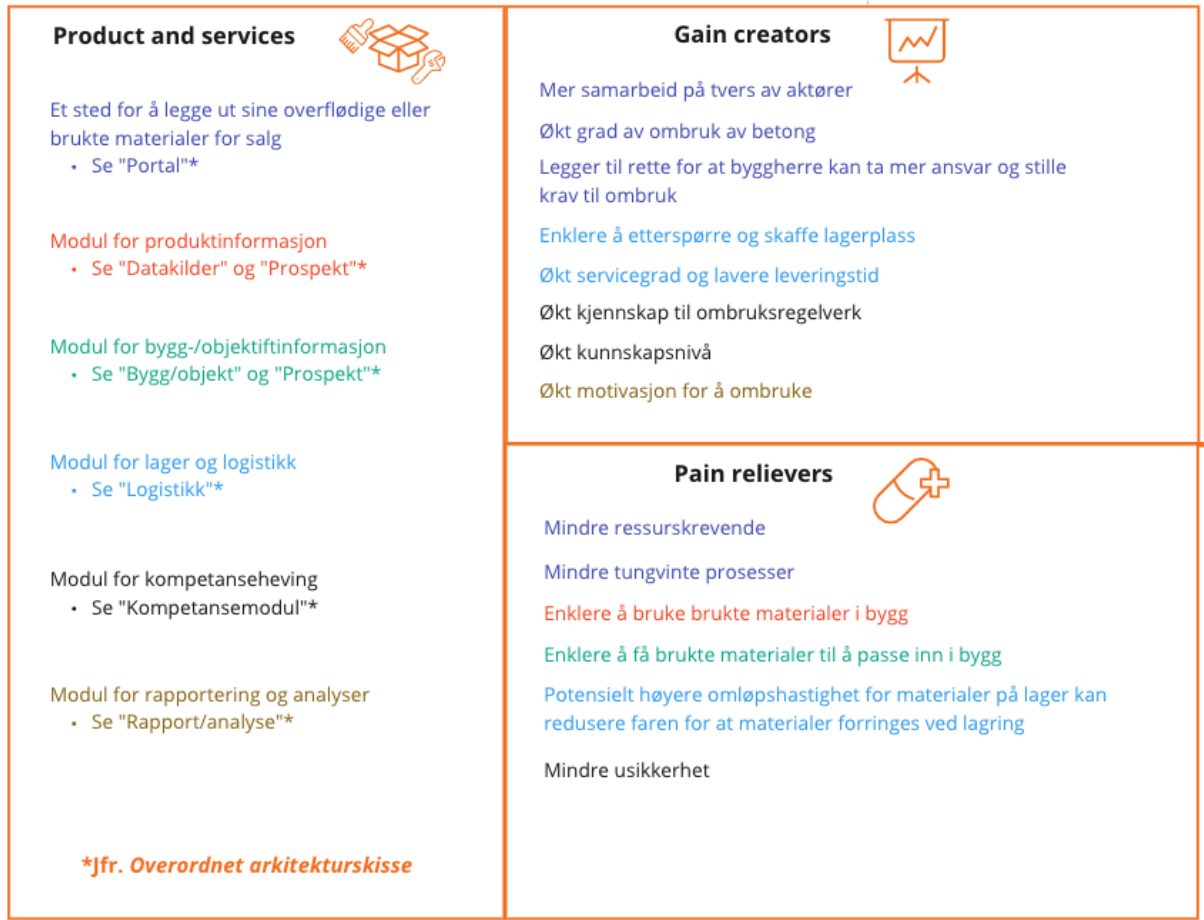 Product and services
Et sted for å legge ut sine overflødige eller
brukte materialer for salg
• Se "Portal"*
Modul for produktinformasjon
• Se "Datakilder" og "Prospekt"*
Modul for bygg-/objektiftinformasjon
• Se "Bygg/objekt" og "Prospekt"*
Modul for lager og logistikk
• Se "Logistikk"*
Modul for kompetanseheving
• Se "Kompetansemodul"*
Modul for rapportering og analyser
• Se "Rapport/analyse"*
*Jfr. Overordnet arkitekturskisse
Gain creators
Mer samarbeid på tvers av aktører
Økt grad av ombruk av betong
Legger til rette for at byggherre kan ta mer ansvar og stille
krav til ombruk
Enklere å etterspørre og skaffe lagerplass
Økt servicegrad og lavere leveringstid
Økt kjennskap til ombruksregelverk
Økt kunnskapsnivå
Økt motivasjon for å ombruke
Pain relievers
Mindre ressurskrevende
Mindre tungvinte prosesser
Enklere å bruke brukte materialer i bygg
Enklere å få brukte materialer til å passe inn i bygg
Potensielt høyere omløpshastighet for materialer på lager kan
redusere faren for at materialer forringes ved lagring
Mindre usikkerhet